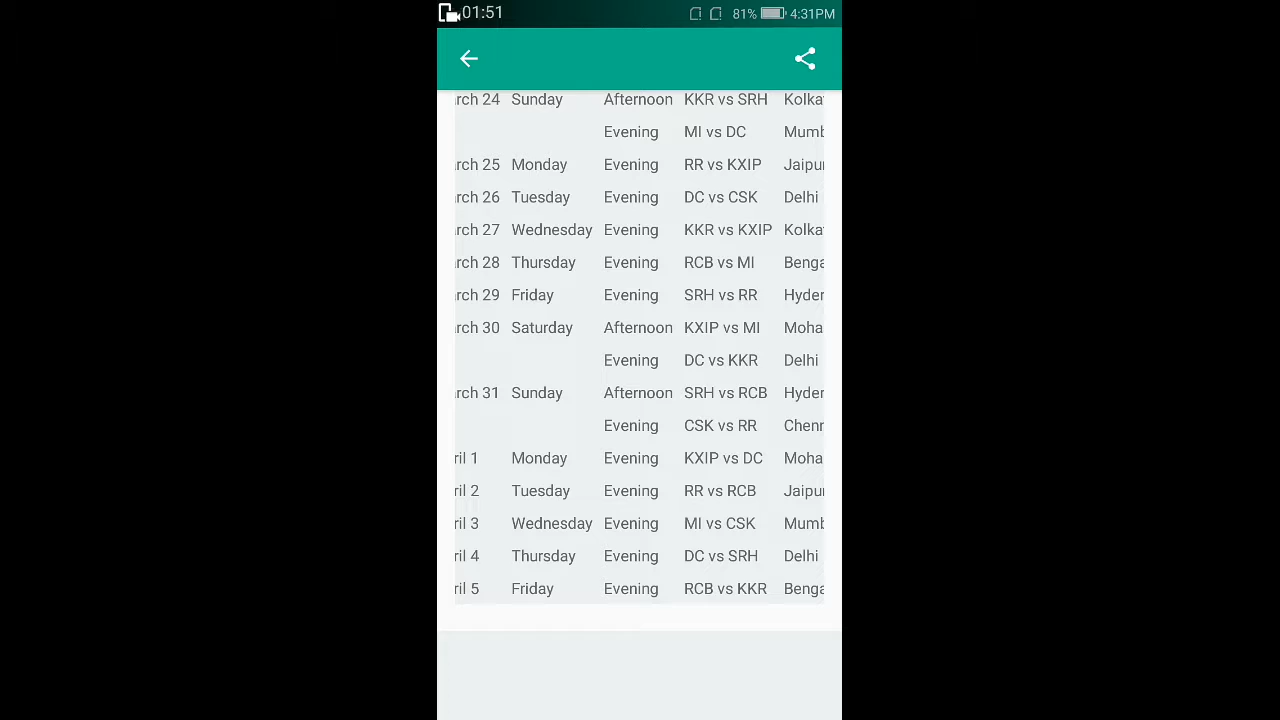 01:51 81% 4:31PM
rch 24 Sunday Afternoon KKR vs SRH Kolka
Evening MI vs DC Mumb
rch 25 Monday Evening RR vs KXIP Jaipu
rch 26 Tuesday Evening DC vs CSK Delhi
rch 27 Wednesday Evening KKR vs KXIP Kolka
rch 28 Thursday Evening RCB vs MI Benga
rch 29 Friday Evening SRH vs RR Hyder
rch 30 Saturday Afternoon KXIP vs MI Moha
Evening DC vs KKR Delhi
rch 31 Sunday Afternoon SRH vs RCB Hyder
Evening CSK vs RR Chenn
ril 1 Monday Evening KXIP vs DC Moha
ril 2 Tuesday Evening RR vs RCB Jaipu
ril 3 Wednesday Evening MI vs CSK Mumb
ril 4 Thursday Evening DC vs SRH Delhi
ril 5 Friday Evening RCB vs KKR Benga